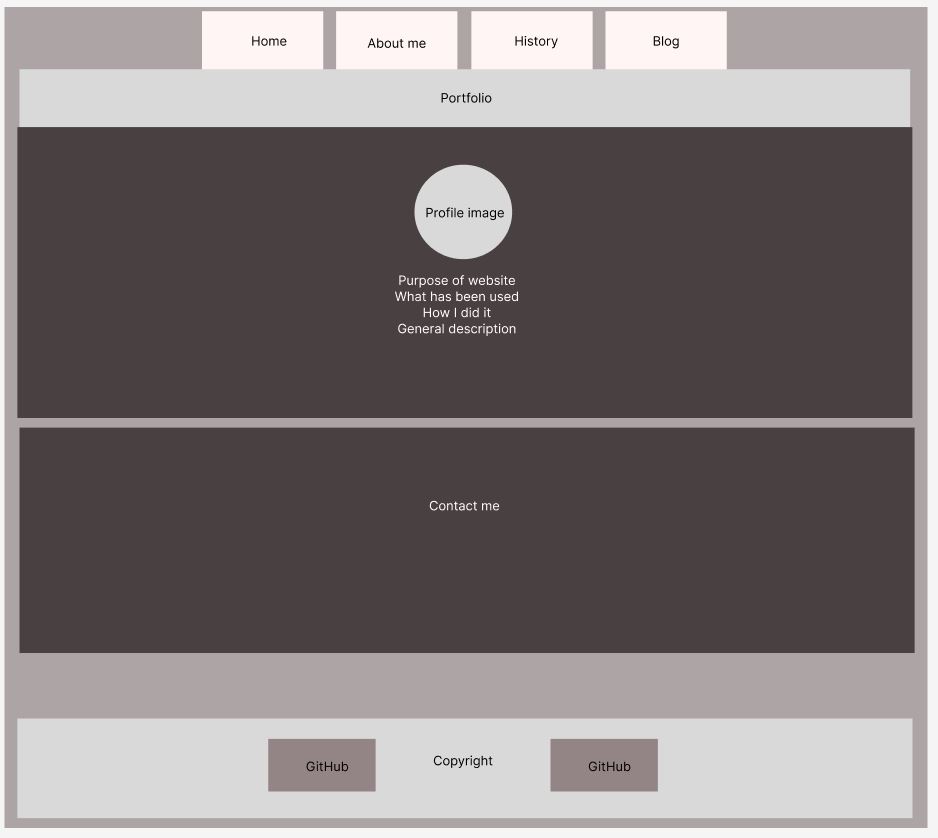 Home
About me
History
Blog
Portfolio
Profile image
Purpose of website
What has been used
How I did it
General description
Contact me
GitHub
Copyright
GitHub